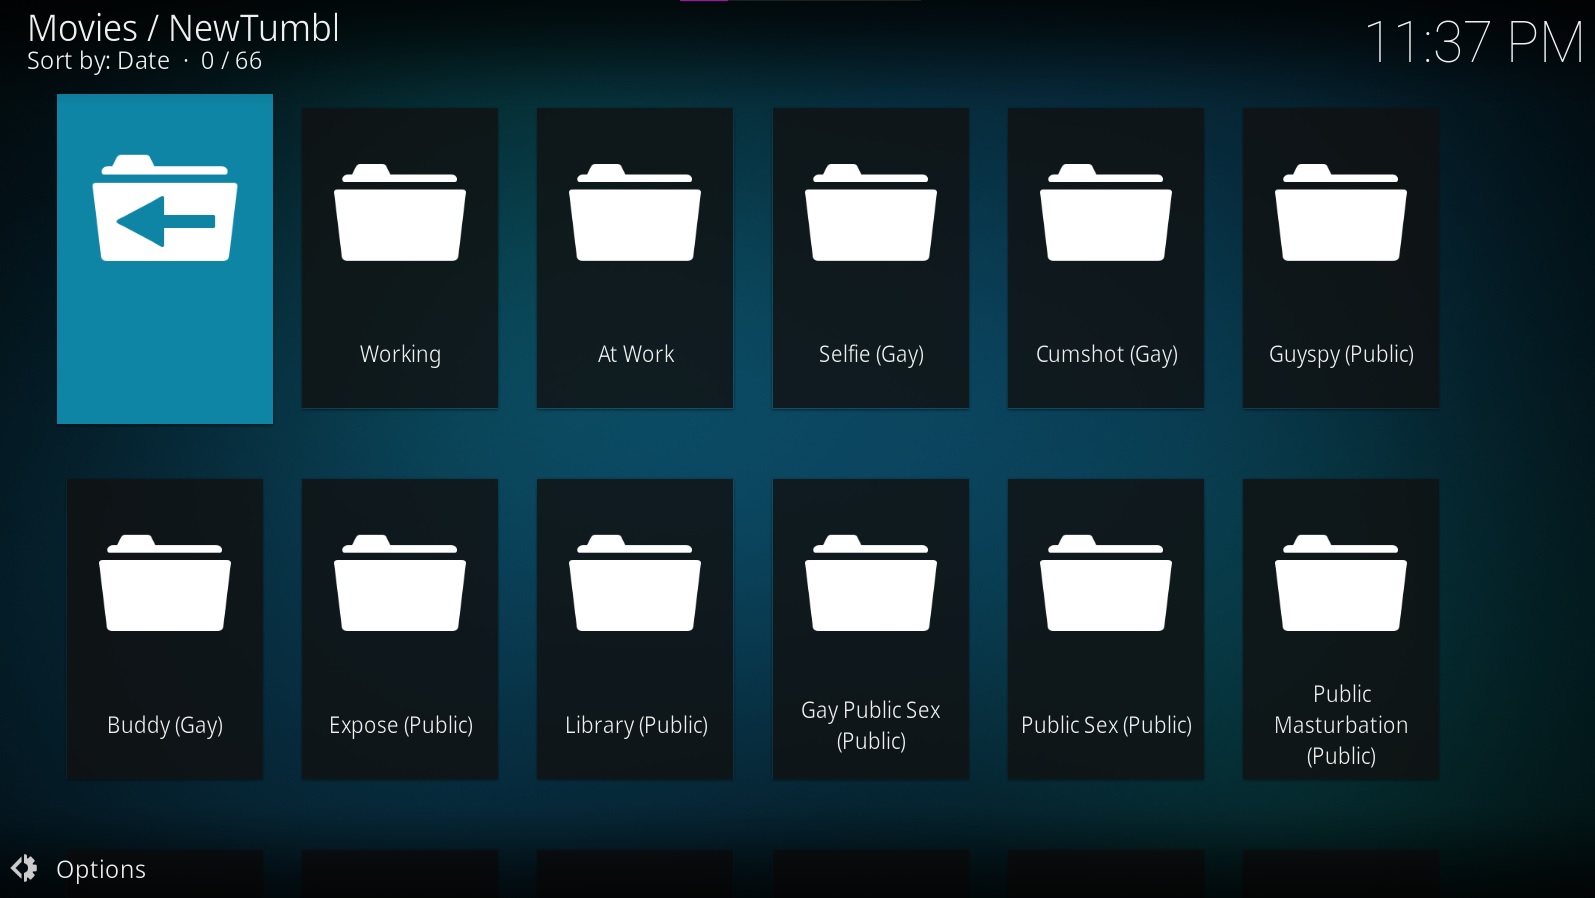 Movies / NewTumbl
Sort by: Date · 0 / 66
11:37 PM
Working
At Work
Selfie (Gay)
Cumshot (Gay)
Guyspy (Public)
Buddy (Gay)
Expose (Public)
Library (Public)
Gay Public Sex
(Public)
Public Sex (Public)
Public
Masturbation
(Public)
Options